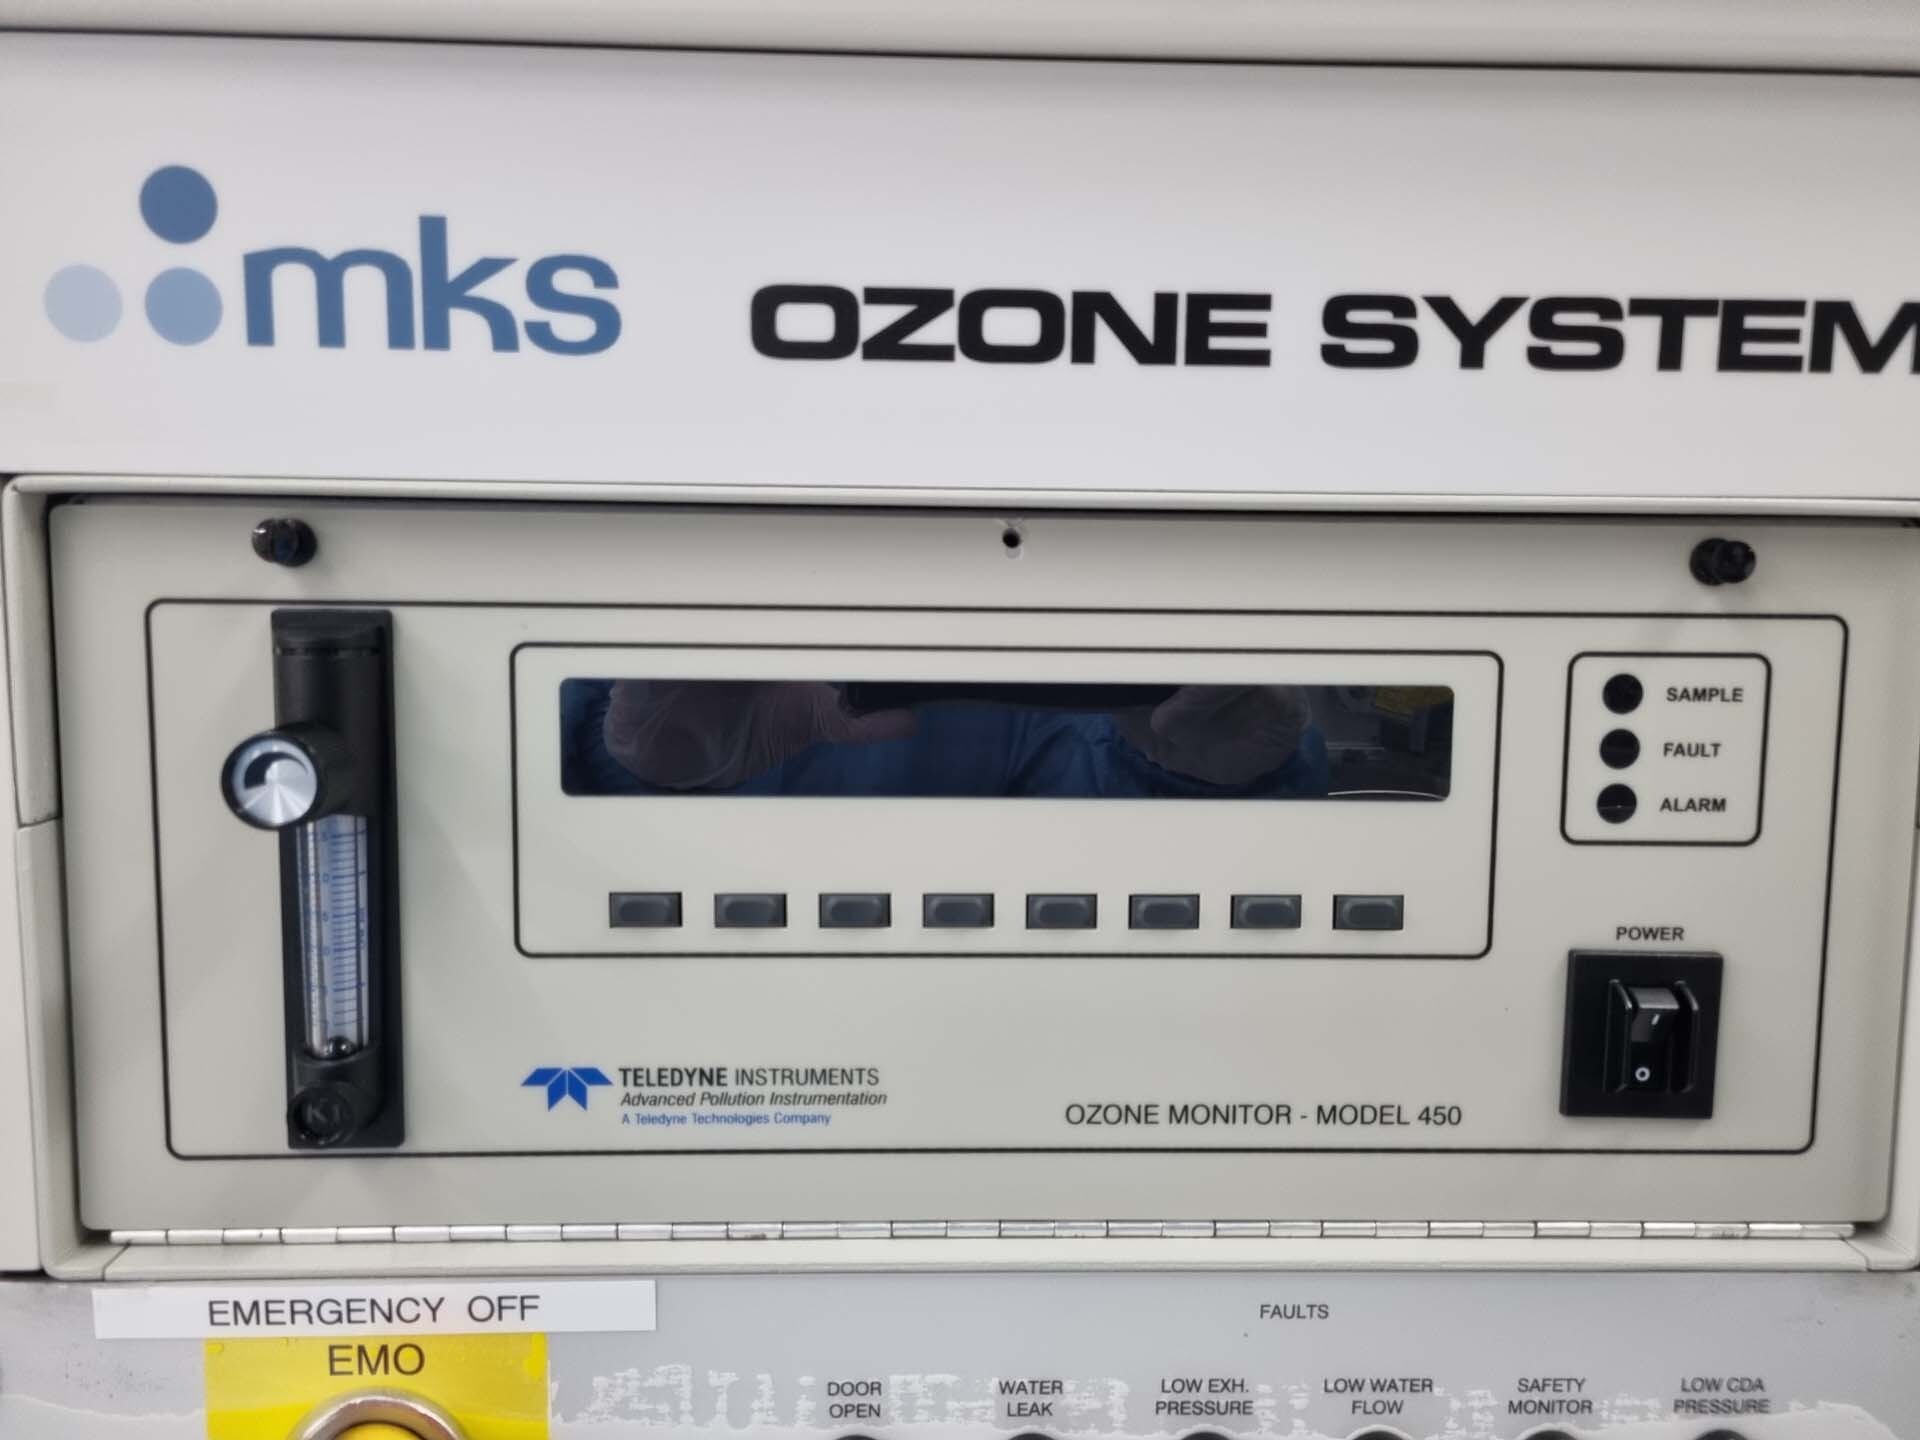 mks
OZONE SYSTEM
SAMPLE
FAULT
ALARM
POWER
O
TELEDYNE INSTRUMENTS
Advanced Pollution Instrumentation
A Teledyne Technologies Company
OZONE MONITOR - MODEL 450
KI
EMERGENCY OFF
EMO
FAULTS
DOOR OPEN
WATER LEAK
LOW EXH. PRESSURE
LOW WATER FLOW
SAFETY MONITOR
LOW CDA PRESSURE